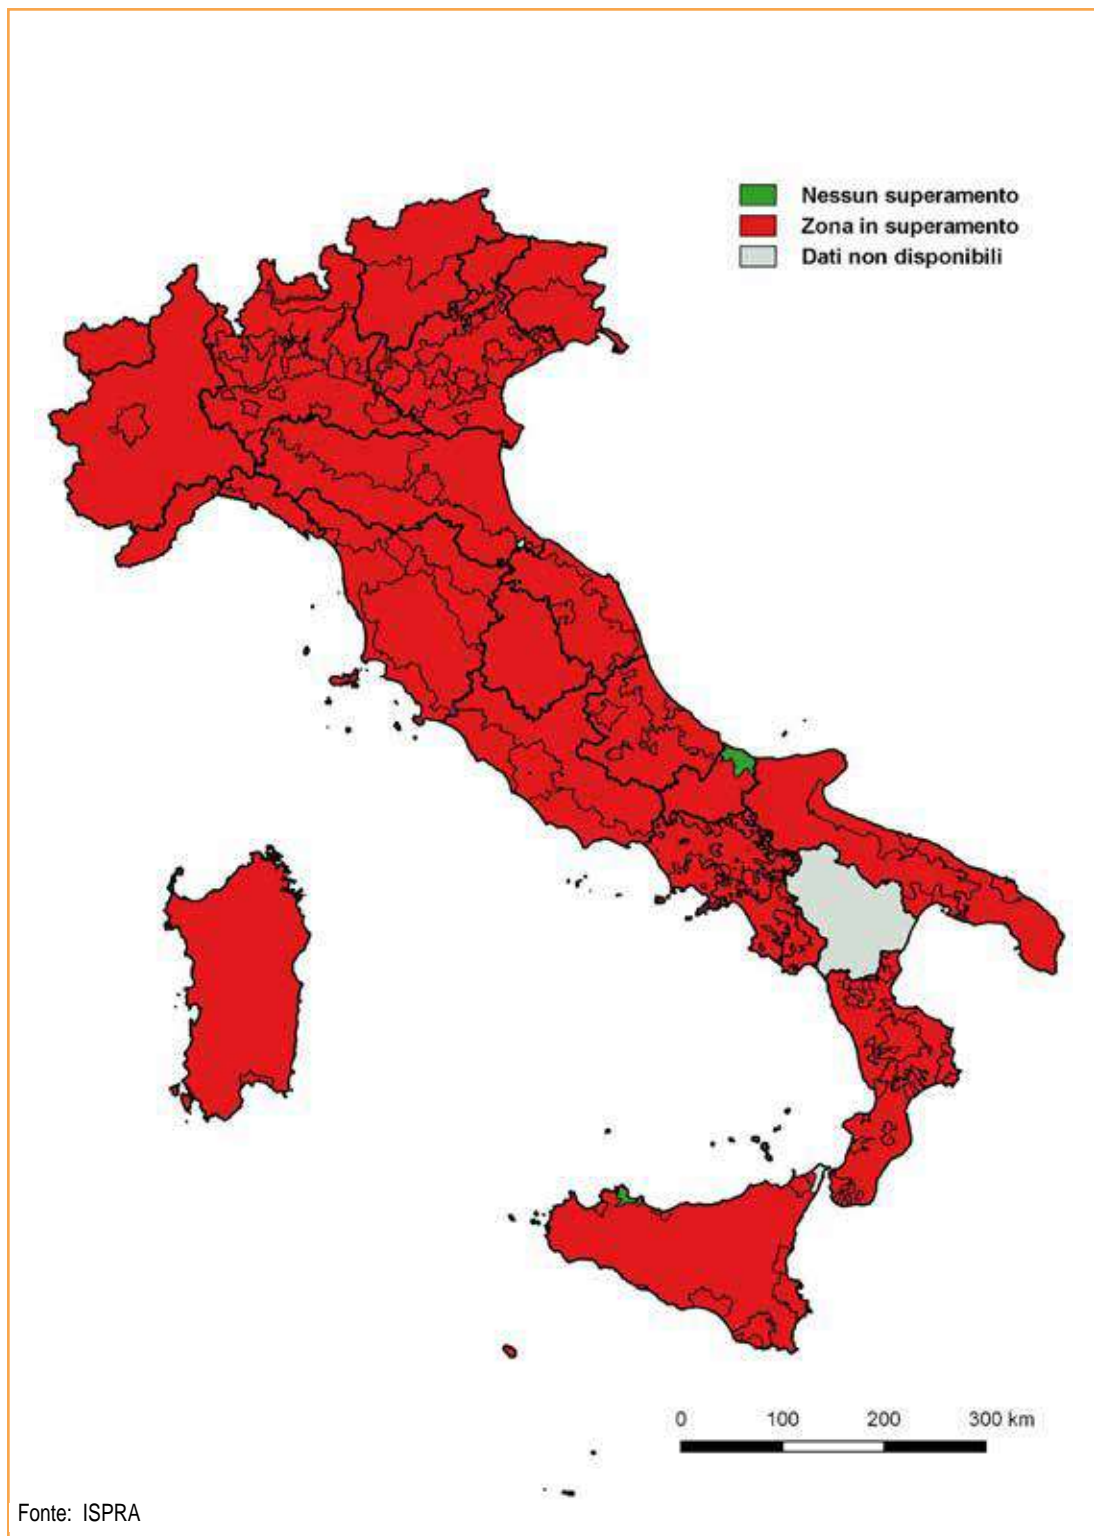 Nessun superamento
Zona in superamento
Dati non disponibili
0 100 200 300 km
Fonte: ISPRA